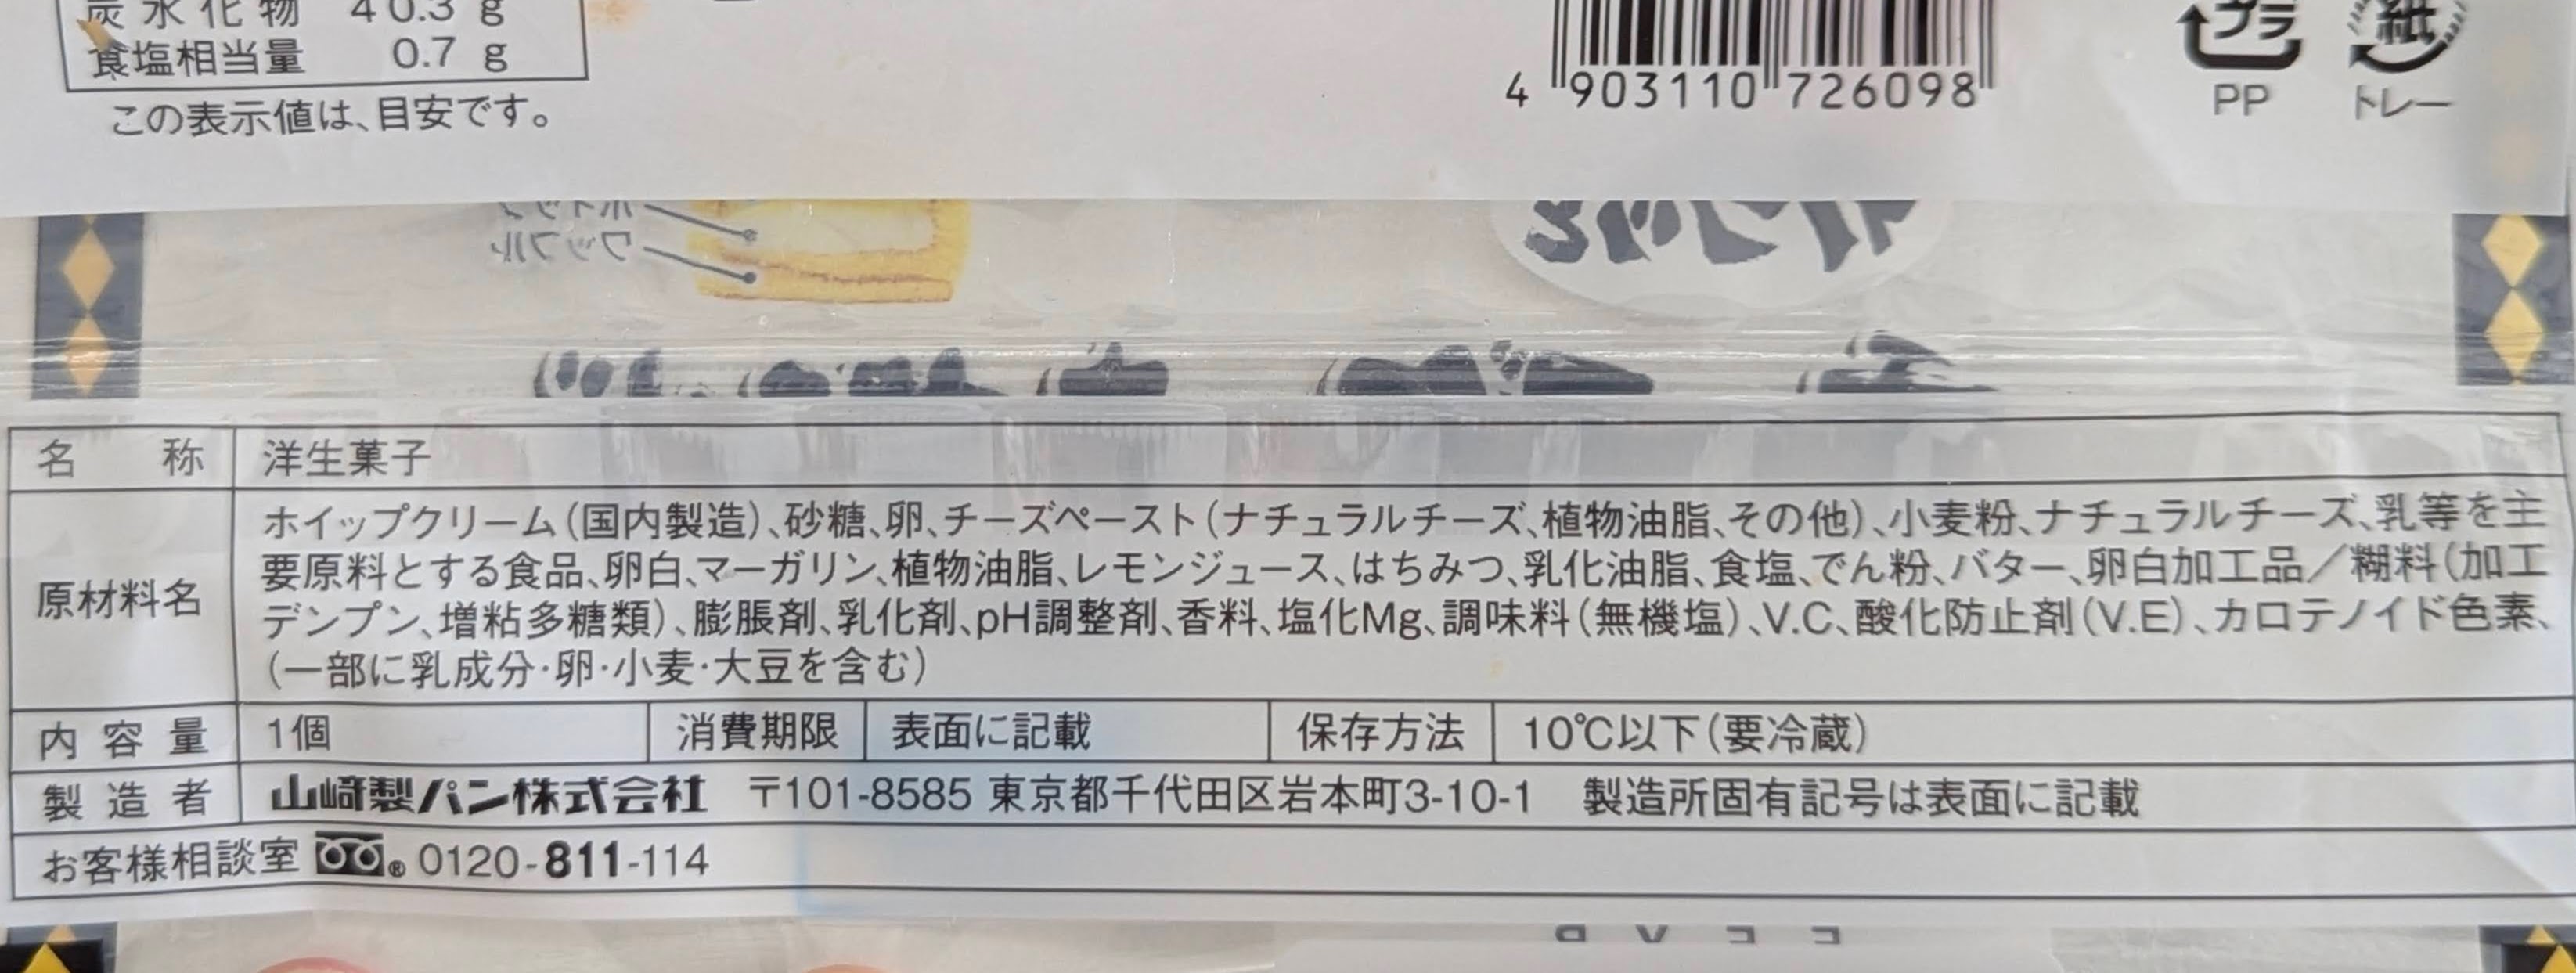 炭水化物 40.3 g
食塩相当量 0.7 g
この表示値は、目安です。
4 903110 726098
プラ
PP
紙
トレー
ホイップ
ワッフル
名称 洋生菓子
原材料名 ホイップクリーム(国内製造)、砂糖、卵、チーズペースト(ナチュラルチーズ、植物油脂、その他)、小麦粉、ナチュラルチーズ、乳等を主
要原料とする食品、卵白、マーガリン、植物油脂、レモンジュース、はちみつ、乳化油脂、食塩、でん粉、バター、卵白加工品/糊料(加工
デンプン、増粘多糖類)、膨脹剤、乳化剤、pH調整剤、香料、塩化Mg、調味料(無機塩)、V.C、酸化防止剤(V.E)、カロテノイド色素、
(一部に乳成分・卵・小麦・大豆を含む)
内容量 1個 消費期限 表面に記載 保存方法 10℃以下(要冷蔵)
製造者 山崎製パン株式会社 〒101-8585 東京都千代田区岩本町3-10-1 製造所固有記号は表面に記載
お客様相談室 ® 0120-811-114